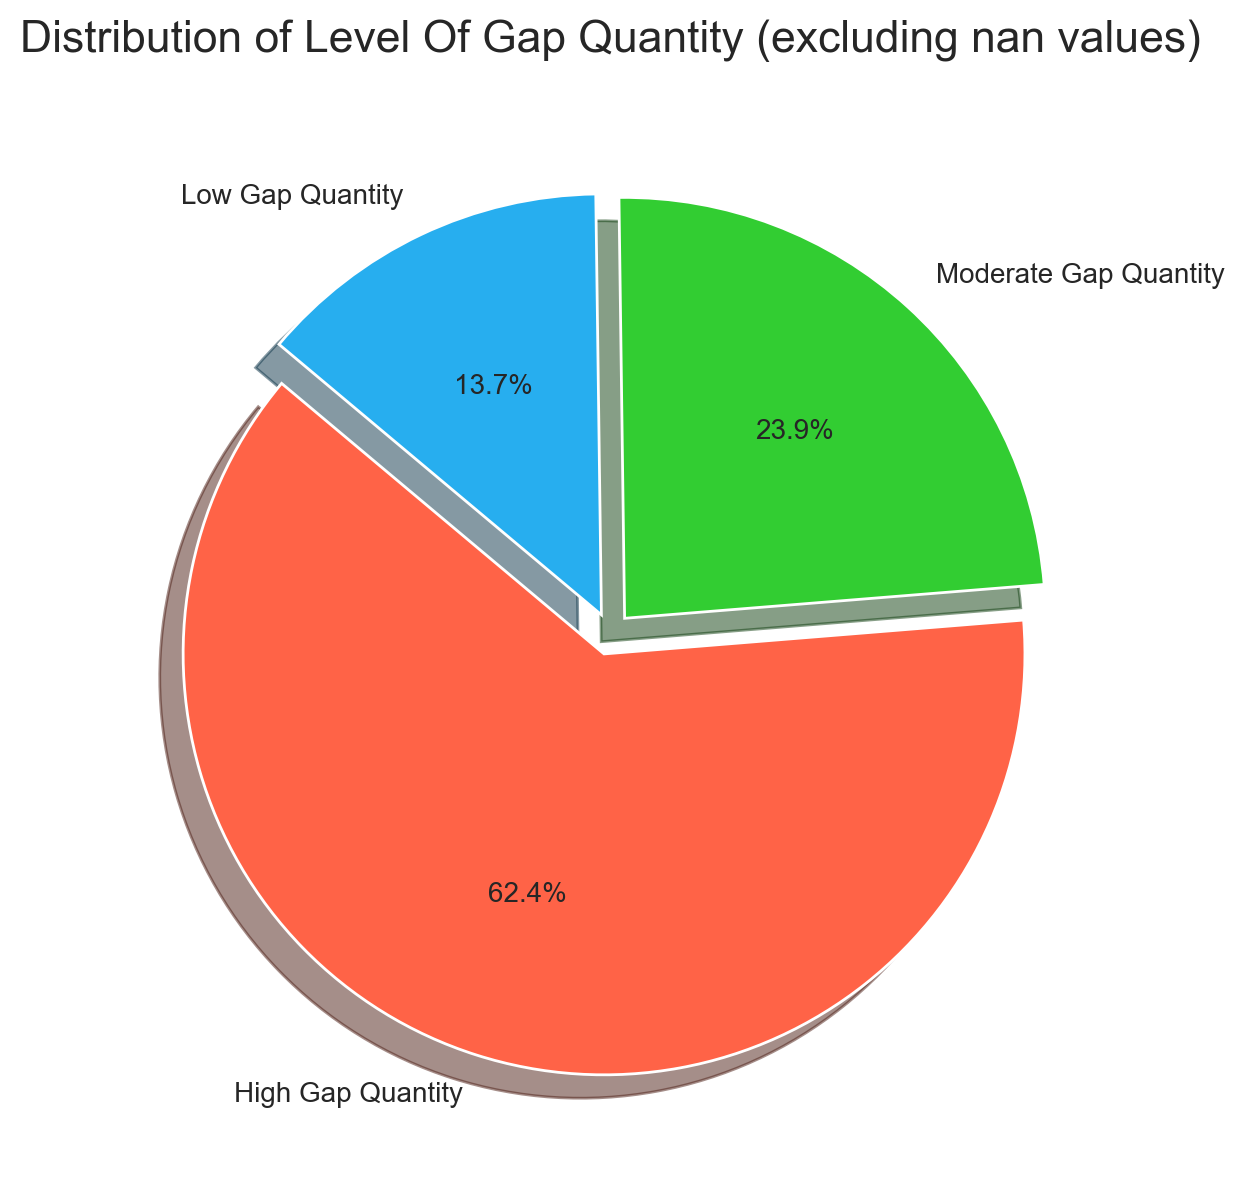 Distribution of Level Of Gap Quantity (excluding nan values)
Low Gap Quantity
Moderate Gap Quantity
13.7%
23.9%
62.4%
High Gap Quantity